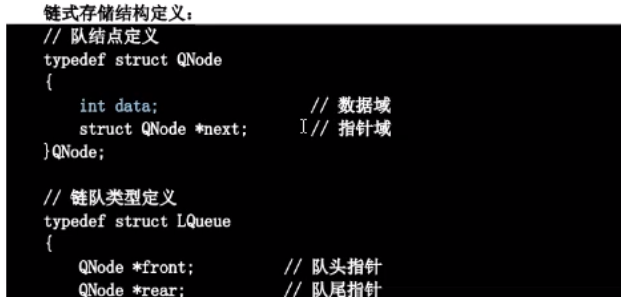 链式存储结构定义：
// 队结点定义
typedef struct QNode
{
int data; // 数据域
struct QNode *next; // 指针域
}QNode;
// 链队类型定义
typedef struct LQueue
{
QNode *front; // 队头指针
QNode *rear; // 队尾指针